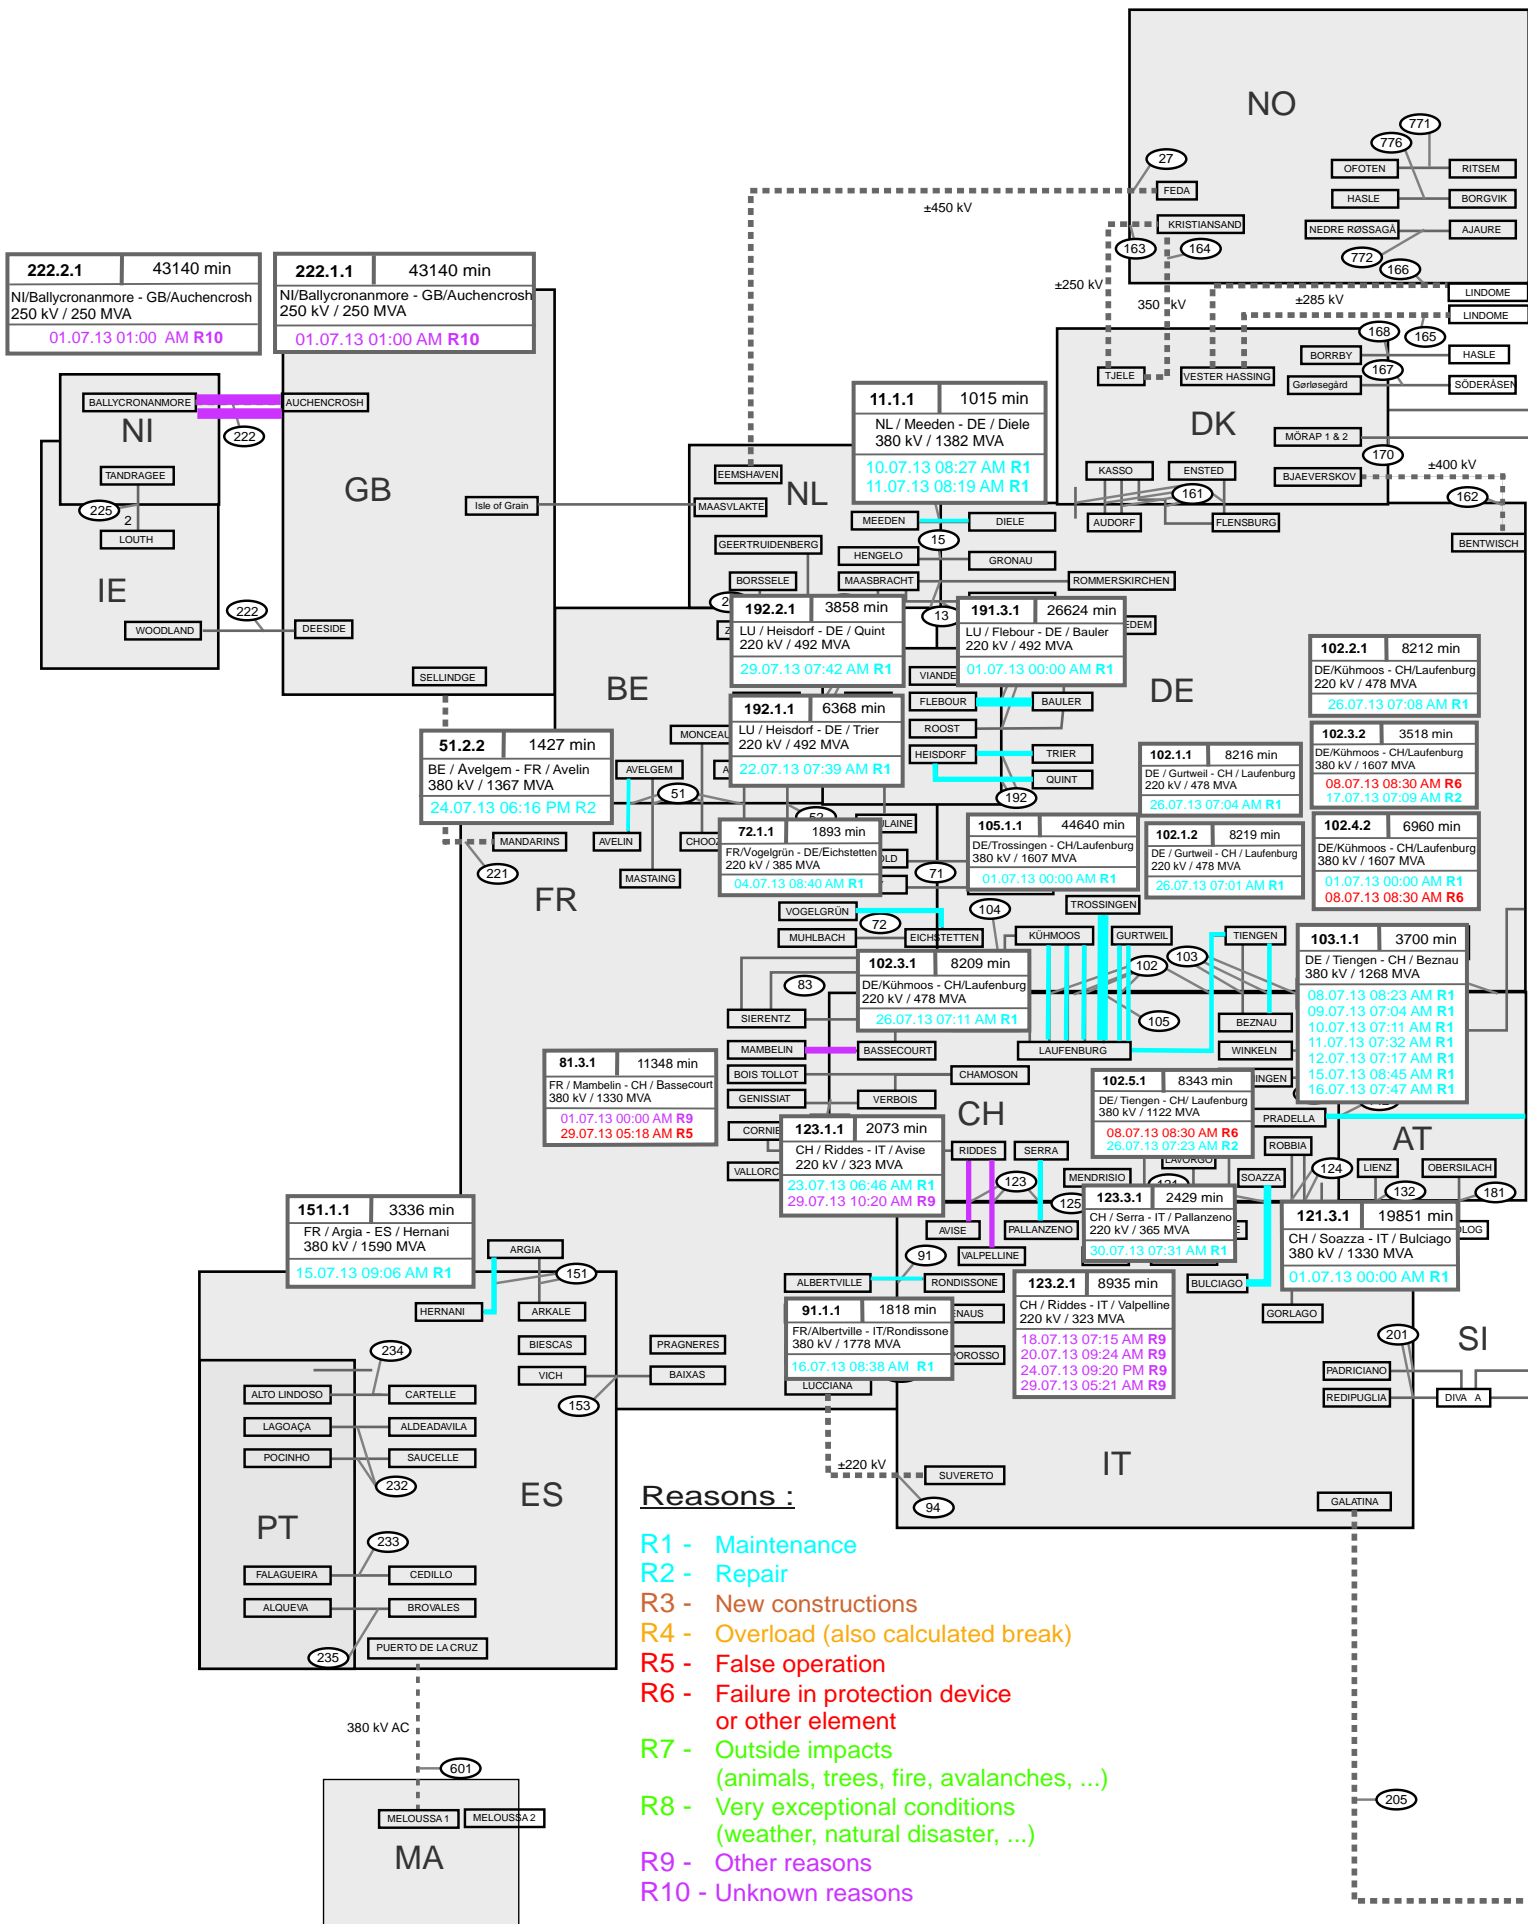 NO
771
776
27
OFOTEN
RITSEM
FEDA
HASLE
BORGVIK
±450 kV
KRISTIANSAND
NEDRE RØSSAGÅ
AJAURE
163
164
772
166
±250 kV
350 kV
±285 kV
LINDOME
LINDOME
168
165
BORRBY
HASLE
167
TJELE
VESTER HASSING
Gørløsegård
SÖDERÅSEN
DK
MÖRAP 1 & 2
170
±400 kV
KASSO
ENSTED
BJAEVERSKOV
161
162
AUDORF
FLENSBURG
BENTWISCH
222.2.1
43140 min
NI/Ballycronanmore - GB/Auchencrosh
250 kV / 250 MVA
01.07.13 01:00 AM R10
222.1.1
43140 min
NI/Ballycronanmore - GB/Auchencrosh
250 kV / 250 MVA
01.07.13 01:00 AM R10
BALLYCRONANMORE
AUCHENCROSH
NI
222
TANDRAGEE
225
2
LOUTH
IE
222
WOODLAND
DEESIDE
GB
Isle of Grain
SELLINDGE
11.1.1
1015 min
NL / Meeden - DE / Diele
380 kV / 1382 MVA
10.07.13 08:27 AM R1
11.07.13 08:19 AM R1
EEMSHAVEN
NL
MAASVLAKTE
MEEDEN
DIELE
15
GEERTRUIDENBERG
HENGELO
GRONAU
BORSSELE
MAASBRACHT
ROMMERSKIRCHEN
13
192.2.1
3858 min
LU / Heisdorf - DE / Quint
220 kV / 492 MVA
29.07.13 07:42 AM R1
191.3.1
26624 min
LU / Flebour - DE / Bauler
220 kV / 492 MVA
01.07.13 00:00 AM R1
EDEM
BE
VIANDE
DE
FLEBOUR
BAULER
ROOST
HEISDORF
TRIER
QUINT
192
192.1.1
6368 min
LU / Heisdorf - DE / Trier
220 kV / 492 MVA
22.07.13 07:39 AM R1
MONCEAU
51.2.2
1427 min
BE / Avelgem - FR / Avelin
380 kV / 1367 MVA
24.07.13 06:16 PM R2
AVELGEM
51
52
MANDARINS
AVELIN
CHOOZ
MASTAING
221
FR
102.2.1
8212 min
DE/Kühmoos - CH/Laufenburg
220 kV / 478 MVA
26.07.13 07:08 AM R1
102.3.2
3518 min
DE/Kühmoos - CH/Laufenburg
380 kV / 1607 MVA
08.07.13 08:30 AM R6
17.07.13 07:09 AM R2
102.1.1
8216 min
DE / Gurtweil - CH / Laufenburg
220 kV / 478 MVA
26.07.13 07:04 AM R1
102.1.2
8219 min
DE / Gurtweil - CH / Laufenburg
220 kV / 478 MVA
26.07.13 07:01 AM R1
102.4.2
6960 min
DE/Kühmoos - CH/Laufenburg
380 kV / 1607 MVA
01.07.13 00:00 AM R1
08.07.13 08:30 AM R6
72.1.1
1893 min
FR/Vogelgrün - DE/Eichstetten
220 kV / 385 MVA
04.07.13 08:40 AM R1
ULAINE
OLD
71
105.1.1
44640 min
DE/Trossingen - CH/Laufenburg
380 kV / 1607 MVA
01.07.13 00:00 AM R1
VOGELGRÜN
72
104
TROSSINGEN
MUHLBACH
EICHSTETTEN
KÜHMOOS
GURTWEIL
TIENGEN
102
103
83
102.3.1
8209 min
DE/Kühmoos - CH/Laufenburg
220 kV / 478 MVA
26.07.13 07:11 AM R1
103.1.1
3700 min
DE / Tiengen - CH / Beznau
380 kV / 1268 MVA
08.07.13 08:23 AM R1
09.07.13 07:04 AM R1
10.07.13 07:11 AM R1
11.07.13 07:32 AM R1
12.07.13 07:17 AM R1
15.07.13 08:45 AM R1
16.07.13 07:47 AM R1
SIERENTZ
105
BEZNAU
MAMBELIN
BASSECOURT
LAUFENBURG
WINKELN
81.3.1
11348 min
FR / Mambelin - CH / Bassecourt
380 kV / 1330 MVA
01.07.13 00:00 AM R9
29.07.13 05:18 AM R5
BOIS TOLLOT
CHAMOSON
INGEN
GENISSIAT
VERBOIS
CH
102.5.1
8343 min
DE/ Tiengen - CH/ Laufenburg
380 kV / 1122 MVA
08.07.13 08:30 AM R6
26.07.13 07:23 AM R2
PRADELLA
AT
CORNIE
VALLORC
123.1.1
2073 min
CH / Riddes - IT / Avise
220 kV / 323 MVA
23.07.13 06:46 AM R1
29.07.13 10:20 AM R9
RIDDES
SERRA
ROBBIA
LAVORGO
MENDRISIO
SOAZZA
124
LIENZ
OBERSILACH
123
125
132
181
AVISE
PALLANZENO
VALPELLINE
123.3.1
2429 min
CH / Serra - IT / Pallanzeno
220 kV / 365 MVA
30.07.13 07:31 AM R1
121.3.1
19851 min
CH / Soazza - IT / Bulciago
380 kV / 1330 MVA
01.07.13 00:00 AM R1
OLOG
BULCIAGO
GORLAGO
151.1.1
3336 min
FR / Argia - ES / Hernani
380 kV / 1590 MVA
15.07.13 09:06 AM R1
ARGIA
151
HERNANI
ARKALE
BIESCAS
PRAGNERES
VICH
BAIXAS
153
91
ALBERTVILLE
RONDISSONE
91.1.1
1818 min
FR/Albertville - IT/Rondissone
380 kV / 1778 MVA
16.07.13 08:38 AM R1
ENAUS
OROSSO
LUCCIANA
123.2.1
8935 min
CH / Riddes - IT / Valpelline
220 kV / 323 MVA
18.07.13 07:15 AM R9
20.07.13 09:24 AM R9
24.07.13 09:20 PM R9
29.07.13 05:21 AM R9
SI
201
PADRICIANO
REDIPUGLIA
DIVA A
234
ALTO LINDOSO
CARTELLE
LAGOAÇA
ALDEADAVILA
POCINHO
SAUCELLE
232
ES
PT
233
FALAGUEIRA
CEDILLO
ALQUEVA
BROVALES
235
PUERTO DE LA CRUZ
380 kV AC
601
MELOUSSA 1
MELOUSSA 2
MA
±220 kV
SUVERETO
94
IT
GALATINA
205
Reasons :
R1 - Maintenance
R2 - Repair
R3 - New constructions
R4 - Overload (also calculated break)
R5 - False operation
R6 - Failure in protection device
or other element
R7 - Outside impacts
(animals, trees, fire, avalanches, ...)
R8 - Very exceptional conditions
(weather, natural disaster, ...)
R9 - Other reasons
R10 - Unknown reasons